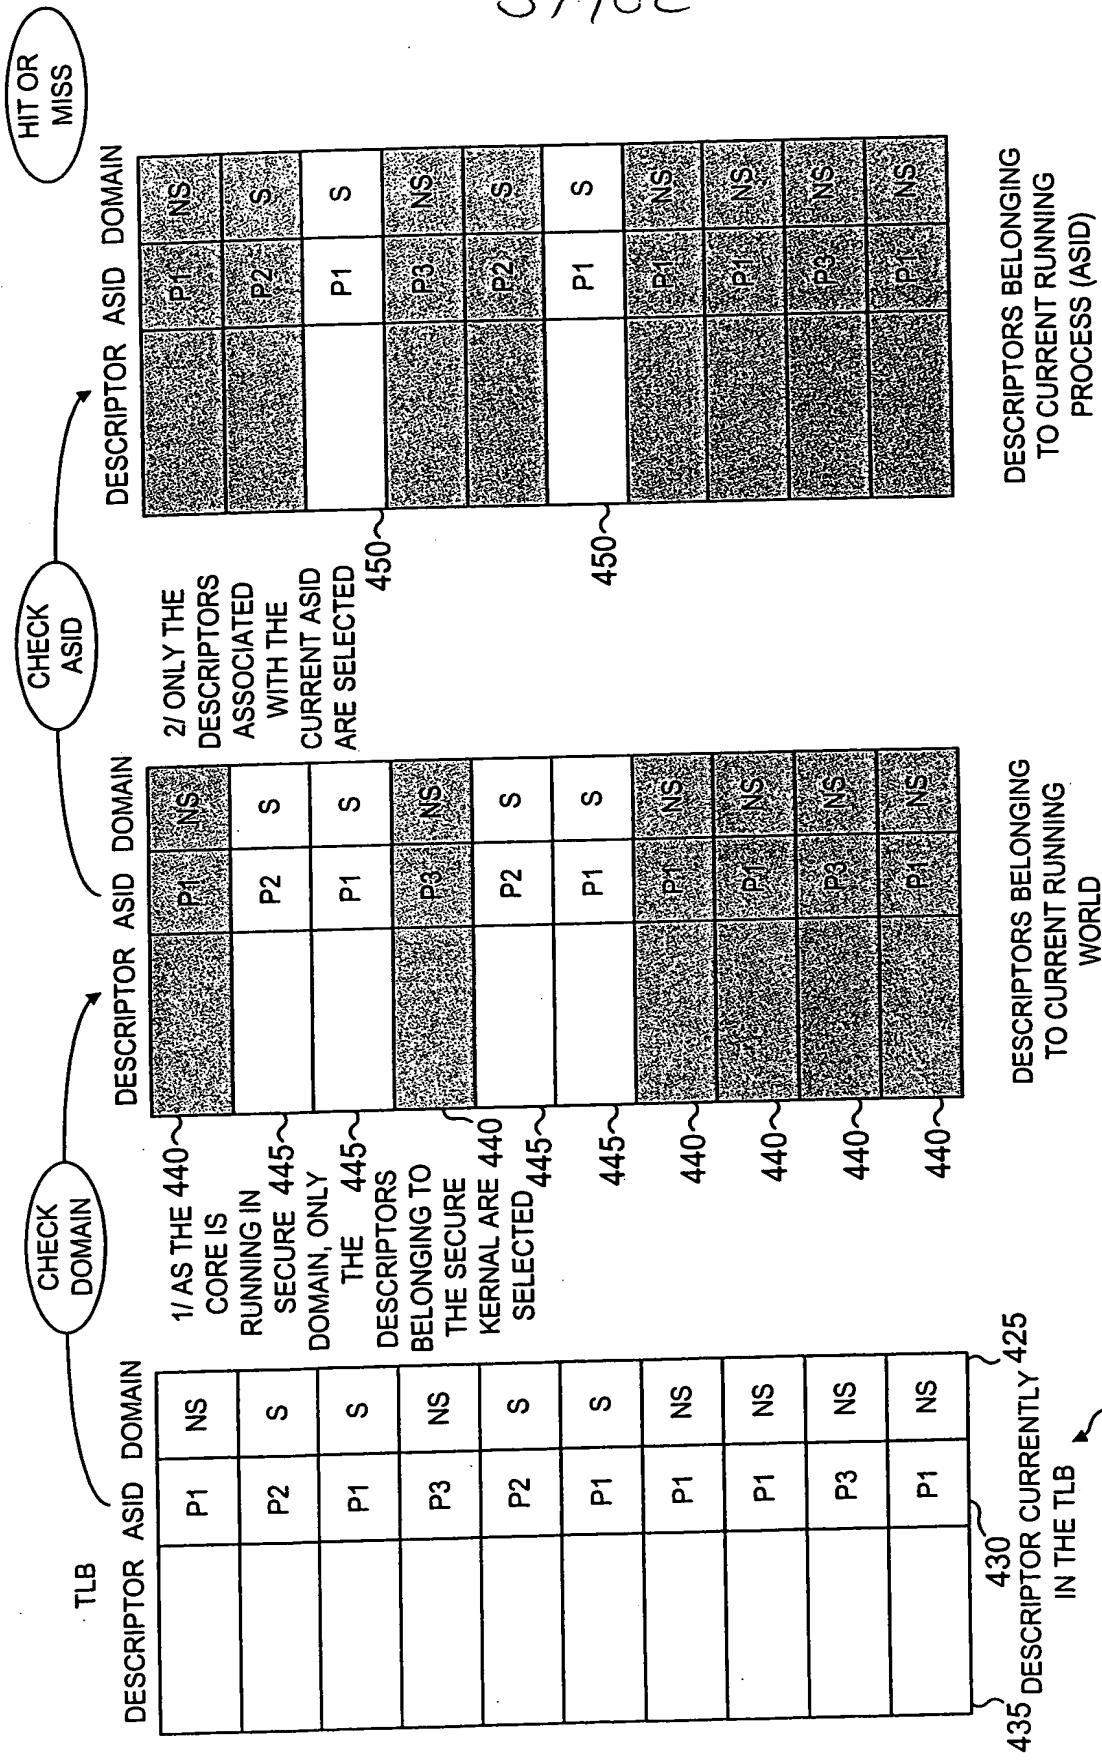 CHECK
DOMAIN
CHECK
ASID
HIT OR
MISS
TLB
DESCRIPTOR ASID DOMAIN
P1 NS
P2 S
P1 S
P3 NS
P2 S
P1 S
P1 NS
P1 NS
P3 NS
P1 NS
435
430
425
DESCRIPTOR CURRENTLY
IN THE TLB
1/ AS THE
CORE IS
RUNNING IN
SECURE
DOMAIN, ONLY
THE
DESCRIPTORS
BELONGING TO
THE SECURE
KERNAL ARE
SELECTED
DESCRIPTOR ASID DOMAIN
440 P1 NS
445 P2 S
445 P1 S
440 P3 NS
445 P2 S
445 P1 S
440 P1 NS
440 P1 NS
440 P3 NS
440 P1 NS
DESCRIPTORS BELONGING
TO CURRENT RUNNING
WORLD
2/ ONLY THE
DESCRIPTORS
ASSOCIATED
WITH THE
CURRENT ASID
ARE SELECTED
DESCRIPTOR ASID DOMAIN
P1 NS
P2 S
450 P1 S
P3 NS
P2 S
450 P1 S
P1 NS
P1 NS
P3 NS
P1 NS
DESCRIPTORS BELONGING
TO CURRENT RUNNING
PROCESS (ASID)